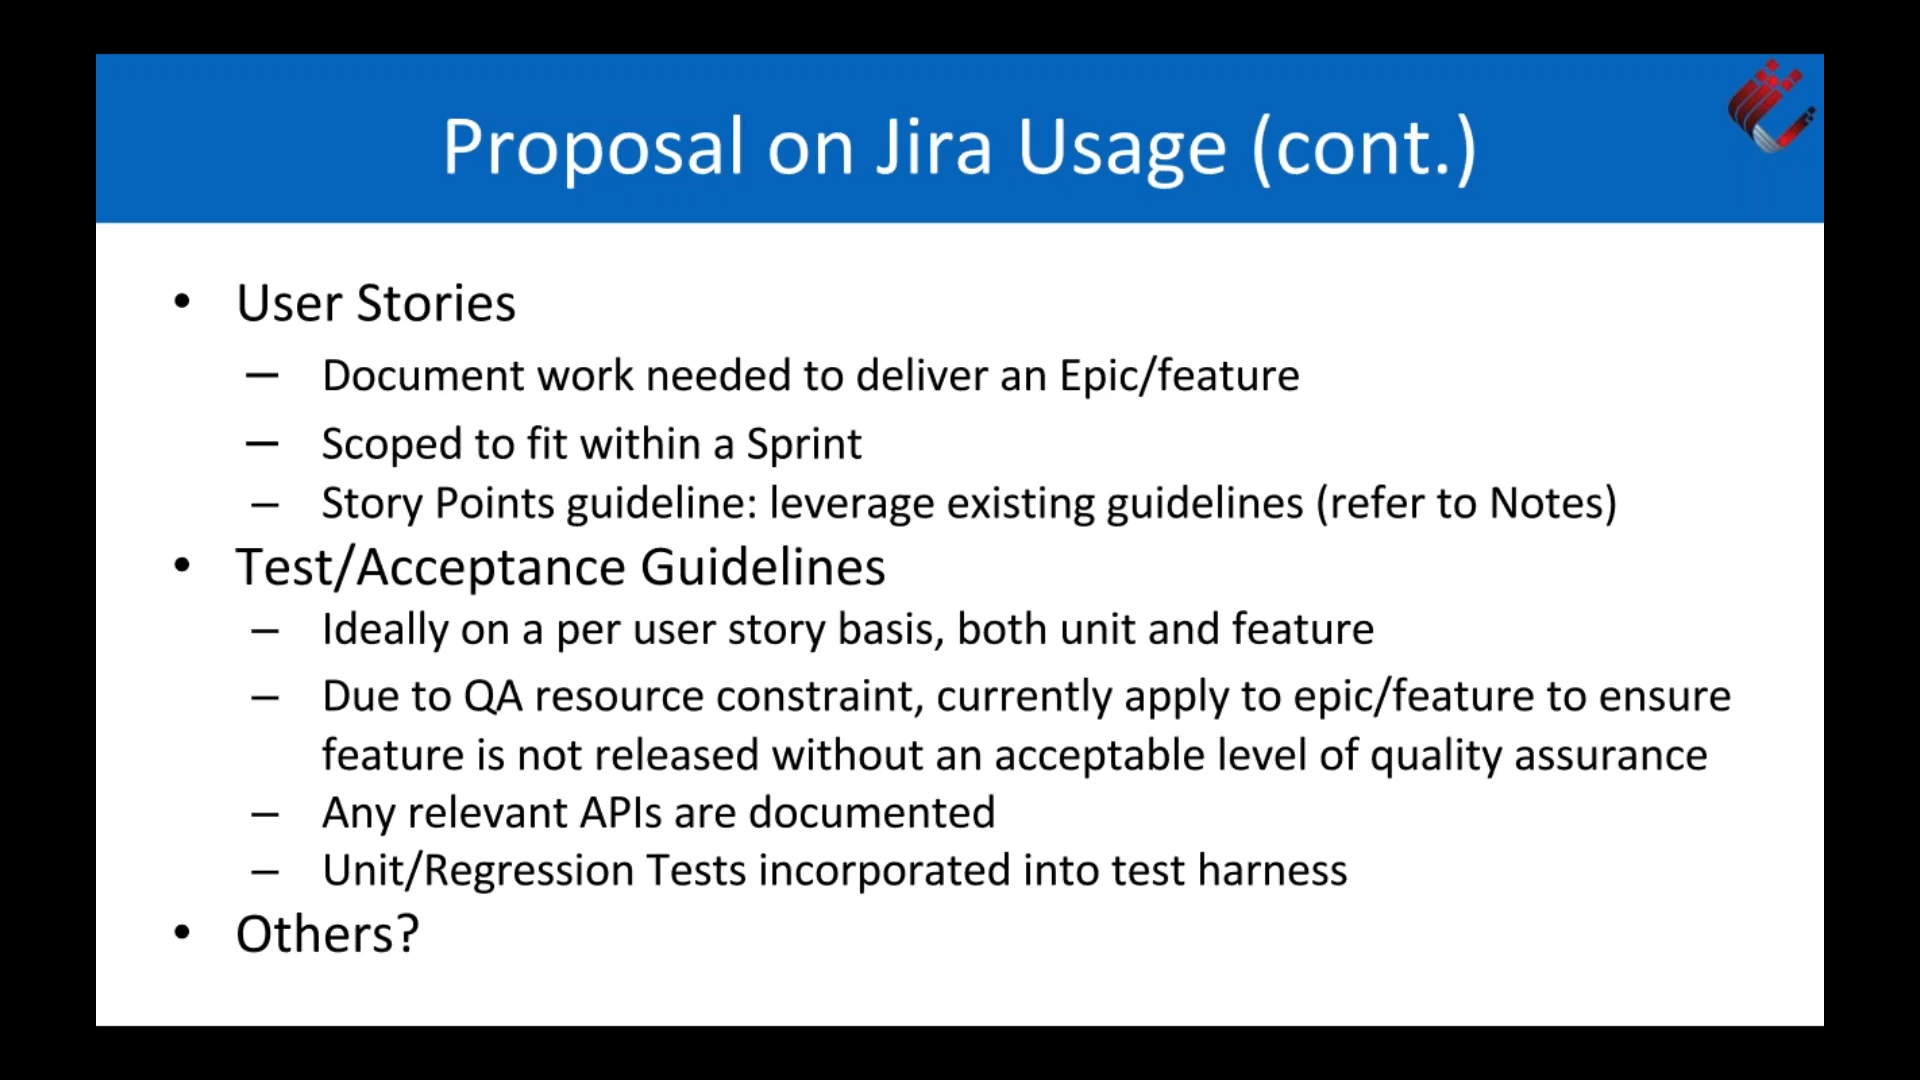 Proposal on Jira Usage (cont.)
• User Stories
– Document work needed to deliver an Epic/feature
– Scoped to fit within a Sprint
– Story Points guideline: leverage existing guidelines (refer to Notes)
• Test/Acceptance Guidelines
– Ideally on a per user story basis, both unit and feature
– Due to QA resource constraint, currently apply to epic/feature to ensure
feature is not released without an acceptable level of quality assurance
– Any relevant APIs are documented
– Unit/Regression Tests incorporated into test harness
• Others?